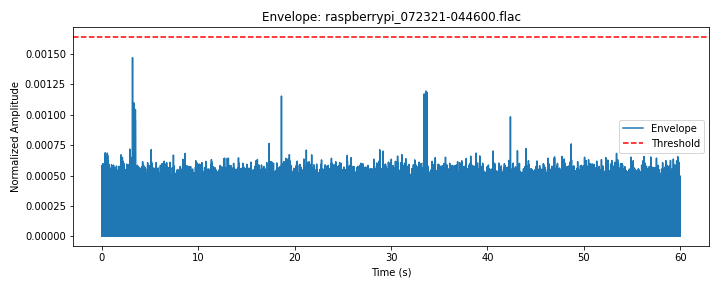 Envelope: raspberrypi_072321-044600.flac
Normalized Amplitude
0.00150
0.00125
0.00100
0.00075
0.00050
0.00025
0.00000
Envelope
Threshold
0 10 20 30 40 50 60
Time (s)